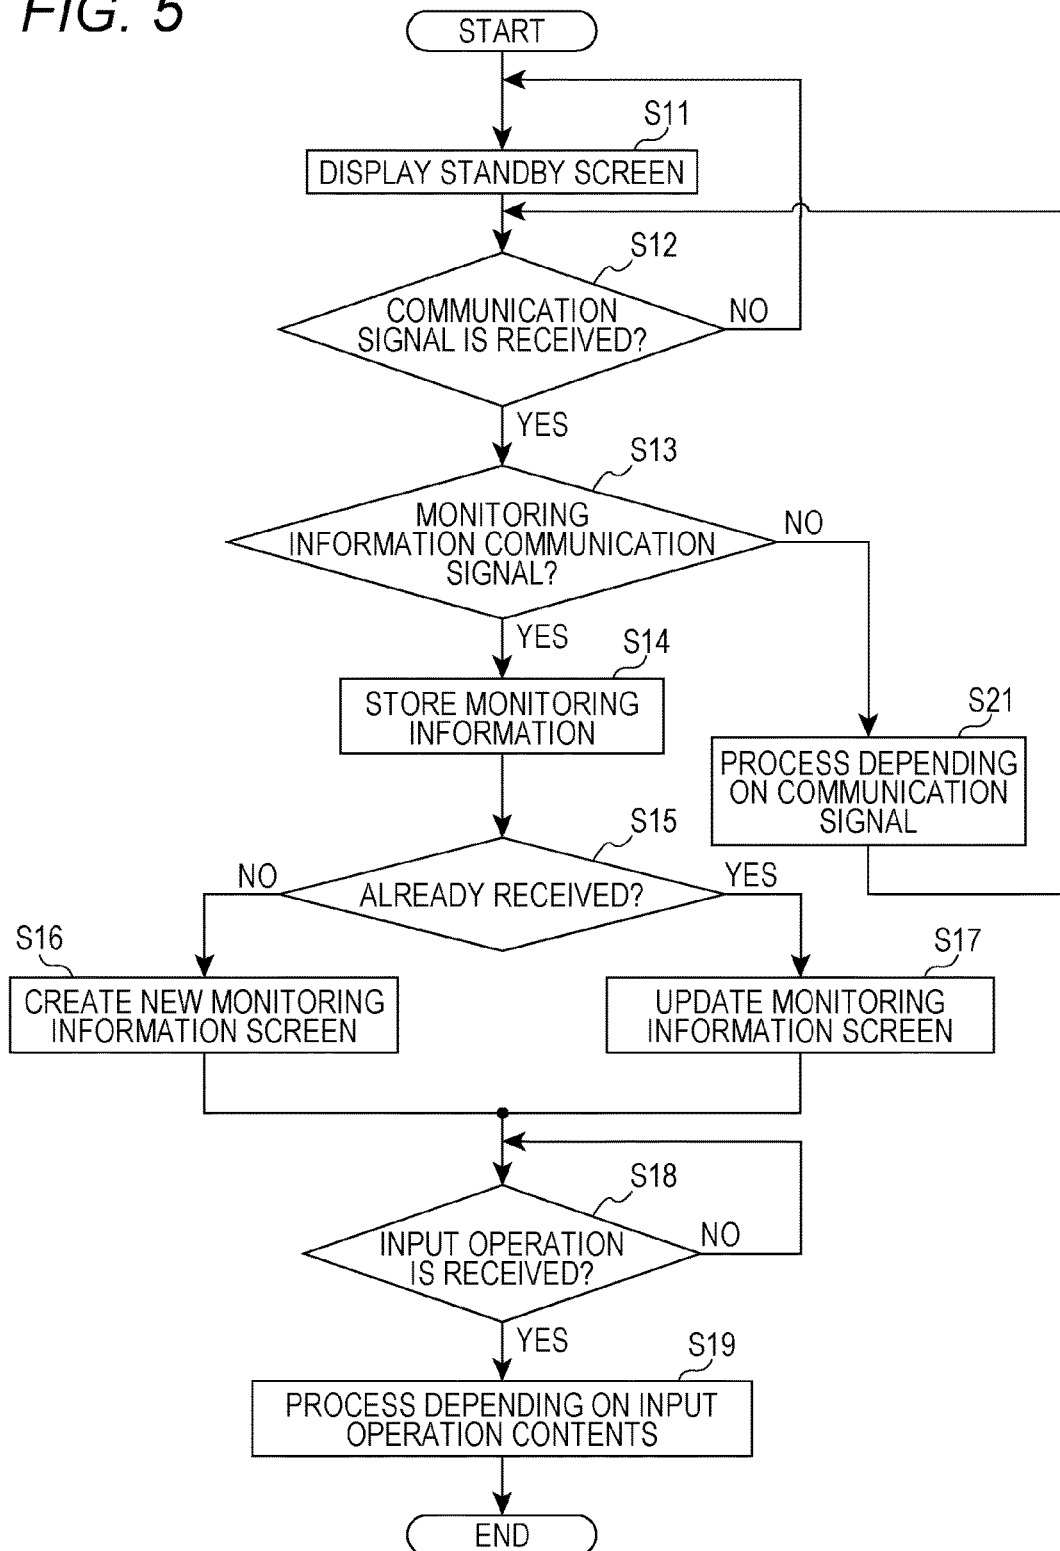 FIG. 5
START
S11
DISPLAY STANDBY SCREEN
S12
COMMUNICATION
SIGNAL IS RECEIVED?
NO
YES
S13
MONITORING
INFORMATION COMMUNICATION
SIGNAL?
NO
YES
S14
STORE MONITORING
INFORMATION
S21
PROCESS DEPENDING
ON COMMUNICATION
SIGNAL
S15
ALREADY RECEIVED?
NO
YES
S16
CREATE NEW MONITORING
INFORMATION SCREEN
S17
UPDATE MONITORING
INFORMATION SCREEN
S18
INPUT OPERATION
IS RECEIVED?
NO
YES
S19
PROCESS DEPENDING ON INPUT
OPERATION CONTENTS
END